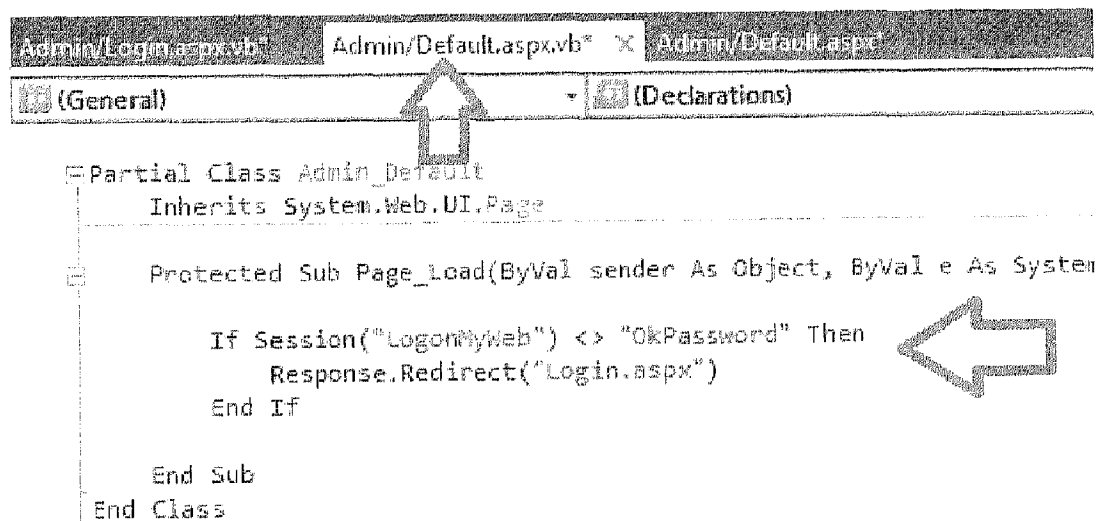 Admin/Login.aspx.vb* Admin/Default.aspx.vb* × Admin/Default.aspx*
(General) (Declarations)
Partial Class Admin_Default
Inherits System.Web.UI.Page
Protected Sub Page_Load(ByVal sender As Object, ByVal e As System
If Session("LogonMyWeb") <> "OkPassword" Then
Response.Redirect("Login.aspx")
End If
End Sub
End Class